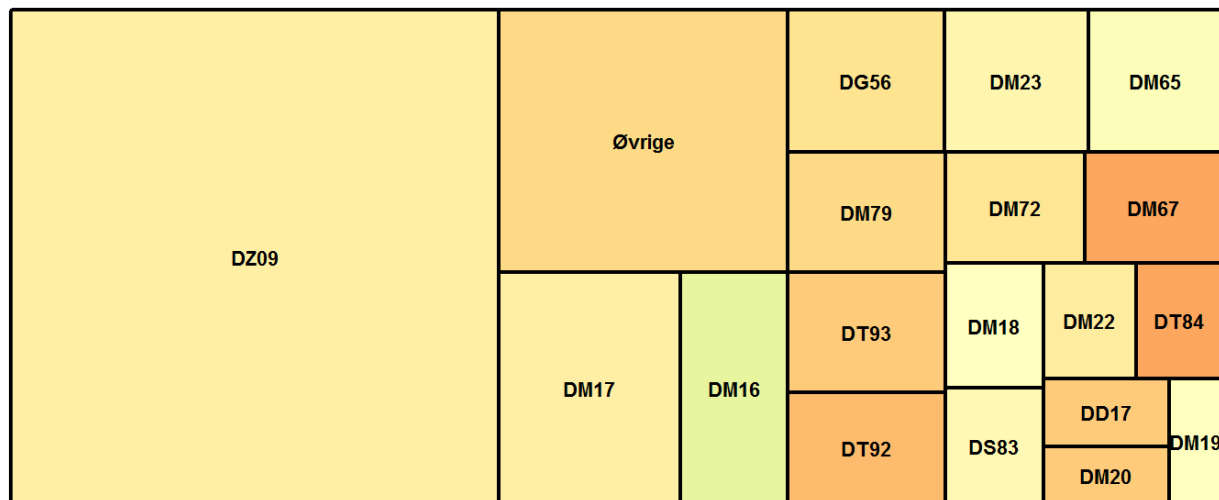 DZ09
Øvrige
DM17
DM16
DG56
DM23
DM65
DM79
DM72
DM67
DT93
DM18
DM22
DT84
DT92
DS83
DD17
DM20
DM19